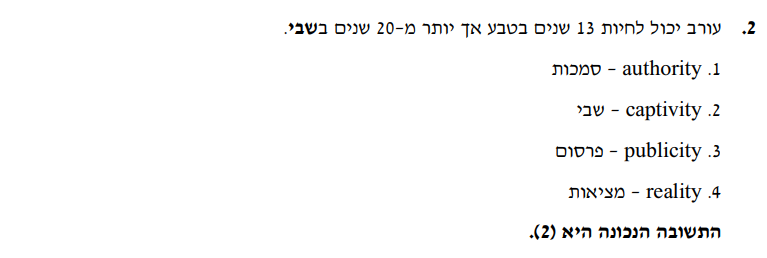 2. עורב יכול לחיות 13 שנים בטבע אך יותר מ-20 שנים בשבי.
1. authority - סמכות
2. captivity - שבי
3. publicity - פרסום
4. reality - מציאות
התשובה הנכונה היא (2).